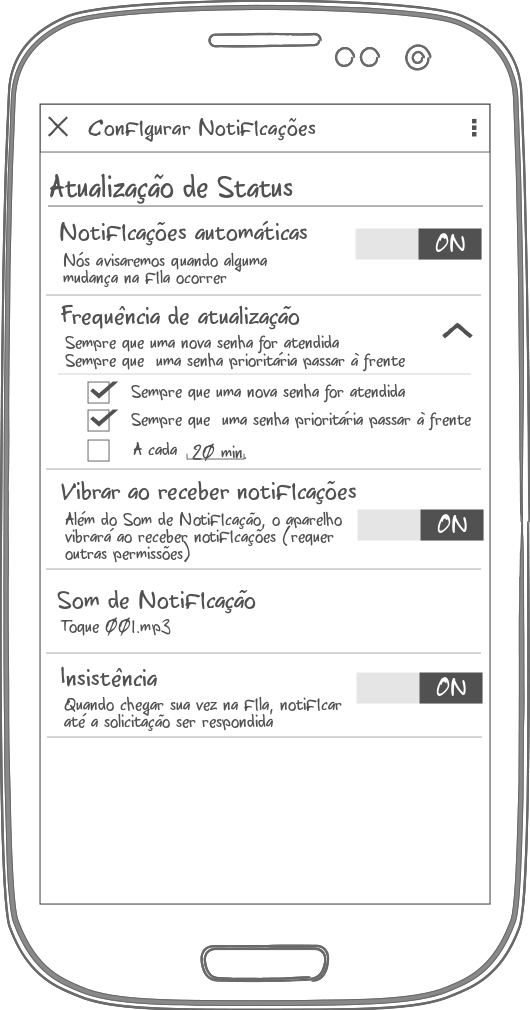 Configurar Notificações
Atualização de Status
Notificações automáticas
ON
Nós avisaremos quando alguma
mudança na fila ocorrer
Frequência de atualização
Sempre que uma nova senha for atendida
Sempre que uma senha prioritária passar à frente
Sempre que uma nova senha for atendida
Sempre que uma senha prioritária passar à frente
A cada 20 min.
Vibrar ao receber notificações
Além do Som de Notificação, o aparelho
vibrará ao receber notificações (requer
outras permissões)
ON
Som de Notificação
Toque 001.mp3
Insistência
ON
Quando chegar sua vez na fila, notificar
até a solicitação ser respondida